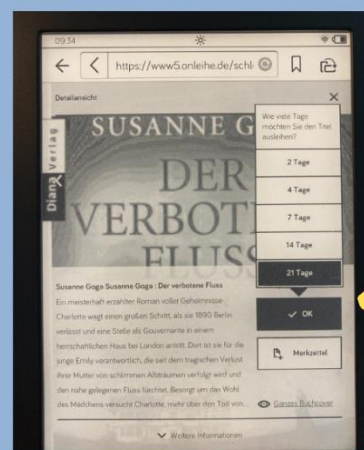 09:34
https://www5.onleihe.de/schl
Detailansicht
Diana Verlag
SUSANNE G
DER
VERBOT
FLUSS
Wie viele Tage
möchten Sie den Titel
ausleihen?
2 Tage
4 Tage
7 Tage
14 Tage
21 Tage
OK
Merkzettel
Ganzes Buchcover
Susanne Goga Susanne Goga : Der verbotene Fluss
Ein meisterhaft erzählter Roman voller Geheimnisse
Charlotte wagt einen großen Schritt, als sie 1890 Berlin
verlässt und eine Stelle als Gouvernante in einem
herrschaftlichen Haus bei London antritt. Dort ist sie für die
junge Emily verantwortlich, die seit dem tragischen Verlust
ihrer Mutter von schlimmen Albträumen verfolgt wird und
den nahe gelegenen Fluss fürchtet. Besorgt um das Wohl
des Mädchens versucht Charlotte, mehr über den Tod von...
Weitere Informationen